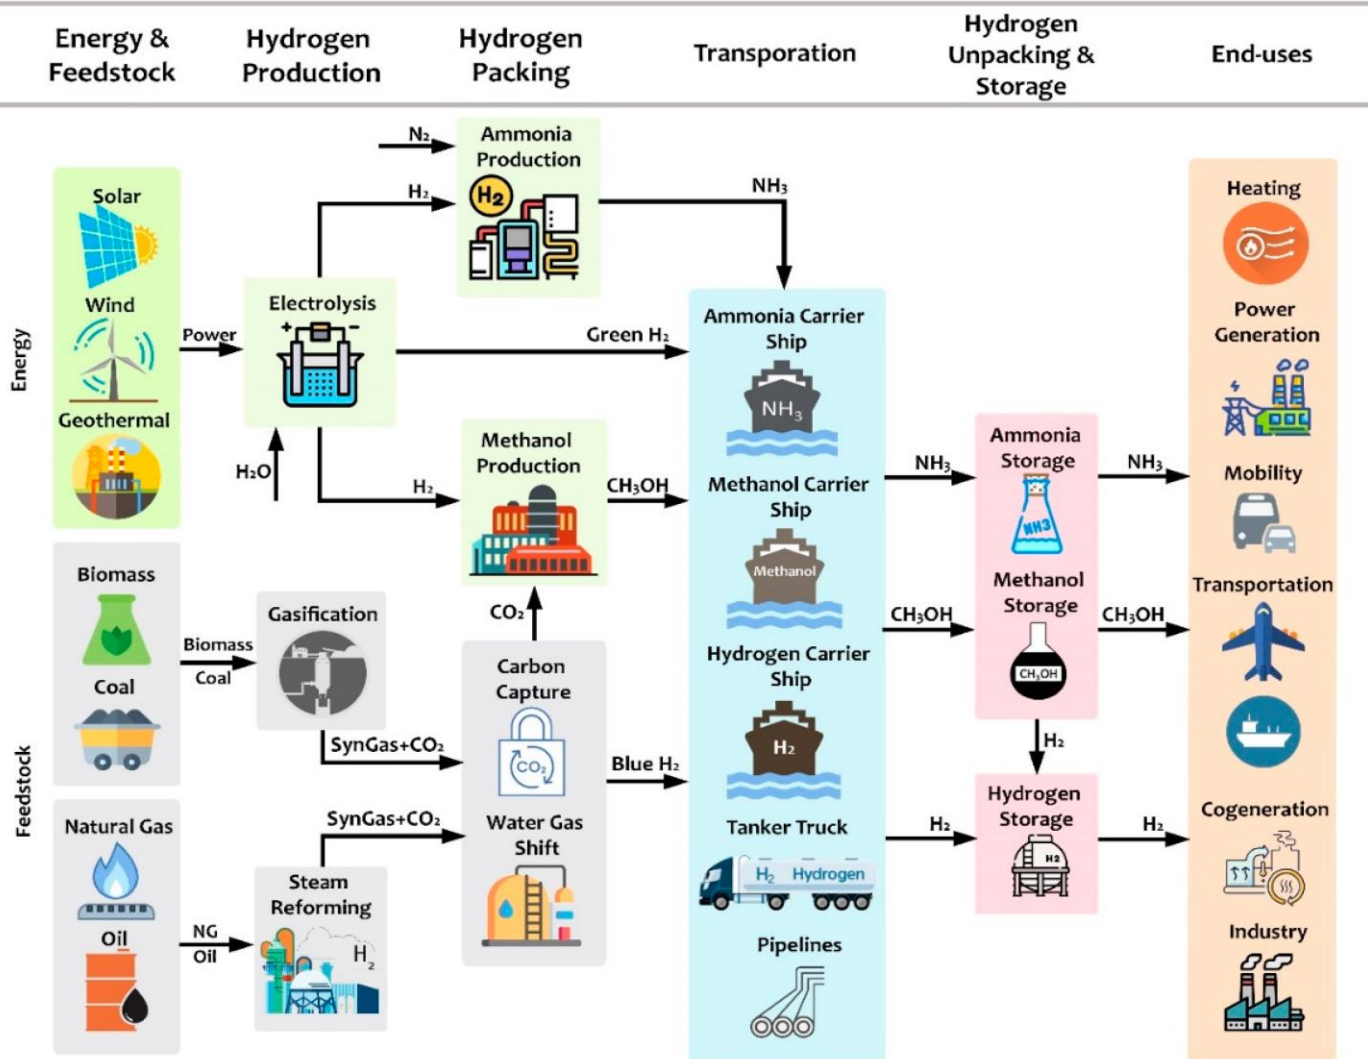 Energy &
Feedstock
Hydrogen
Production
Hydrogen
Packing
Transporation
Hydrogen
Unpacking &
Storage
End-uses
Energy
Feedstock
Solar
Wind
Geothermal
Biomass
Coal
Natural Gas
Oil
Power
H₂O
Biomass
Coal
NG
Oil
Electrolysis
Gasification
Steam
Reforming
H₂
N₂
H₂
Green H₂
H₂
SynGas+CO₂
SynGas+CO₂
Ammonia
Production
H₂
Methanol
Production
CO₂
Carbon
Capture
CO₂
Water Gas
Shift
NH₃
CH₃OH
Blue H₂
Ammonia Carrier
Ship
NH₃
Methanol Carrier
Ship
Methanol
Hydrogen Carrier
Ship
H₂
Tanker Truck
H₂ Hydrogen
Pipelines
NH₃
CH₃OH
H₂
Ammonia
Storage
NH3
Methanol
Storage
CH₃OH
H₂
Hydrogen
Storage
H2
NH₃
CH₃OH
H₂
Heating
Power
Generation
Mobility
Transportation
Cogeneration
Industry